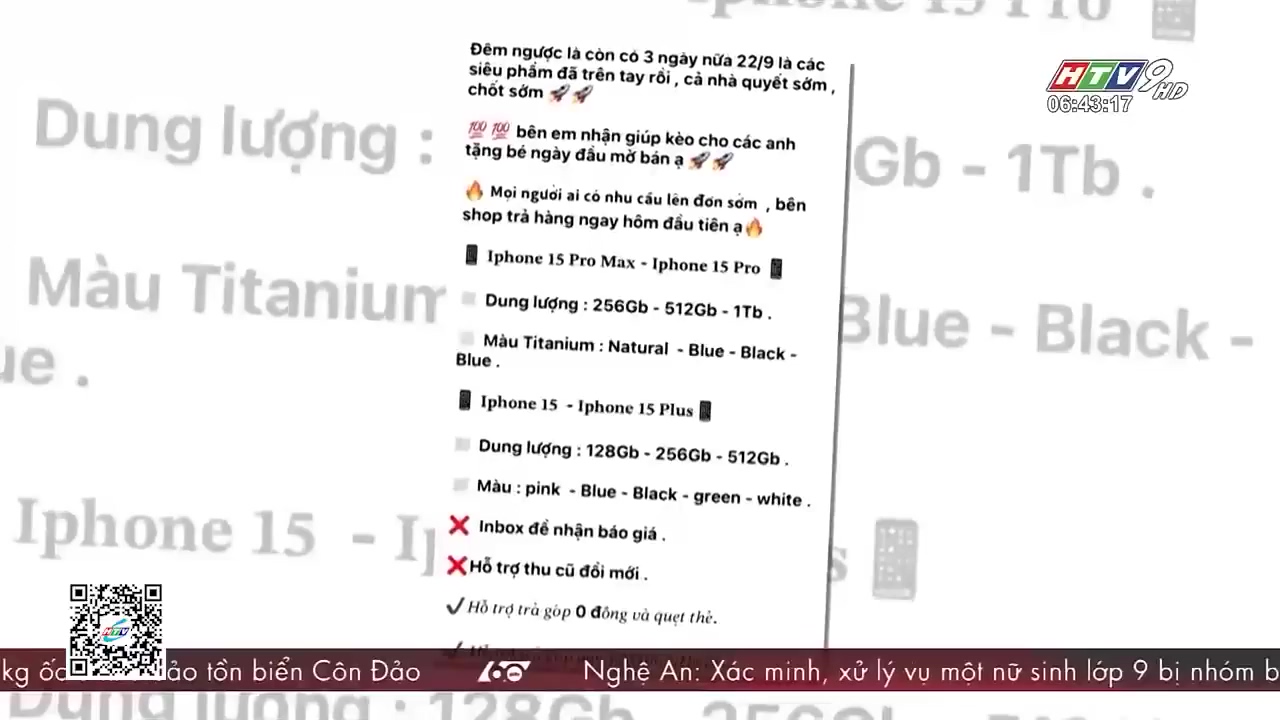 Iphone 15 Pro
HTV9 HD
06:43:17
Đêm ngược là còn có 3 ngày nữa 22/9 là các
siêu phẩm đã trên tay rồi , cả nhà quyết sớm ,
chốt sớm 🚀🚀
💯 💯 bên em nhận giúp kèo cho các anh
tặng bé ngày đầu mở bán ạ 🚀🚀
🔥 Mọi người ai có nhu cầu lên đơn sớm , bên
shop trả hàng ngay hôm đầu tiên ạ🔥
Iphone 15 Pro Max - Iphone 15 Pro
Dung lượng : 256Gb - 512Gb - 1Tb .
Màu Titanium : Natural - Blue - Black -
Blue .
Iphone 15 - Iphone 15 Plus
Dung lượng : 128Gb - 256Gb - 512Gb .
Màu : pink - Blue - Black - green - white .
❌ Inbox để nhận báo giá .
❌Hỗ trợ thu cũ đổi mới .
✔Hỗ trợ trả góp 0 đồng và quẹt thẻ.
Dung lượng : Gb - 1Tb .
Màu Titanium Blue - Black -
ue .
Iphone 15 - Ip s
HTV
kg ốc ảo tồn biển Côn Đảo 60 Nghệ An: Xác minh, xử lý vụ một nữ sinh lớp 9 bị nhóm b
Dung lượng : 128Gb